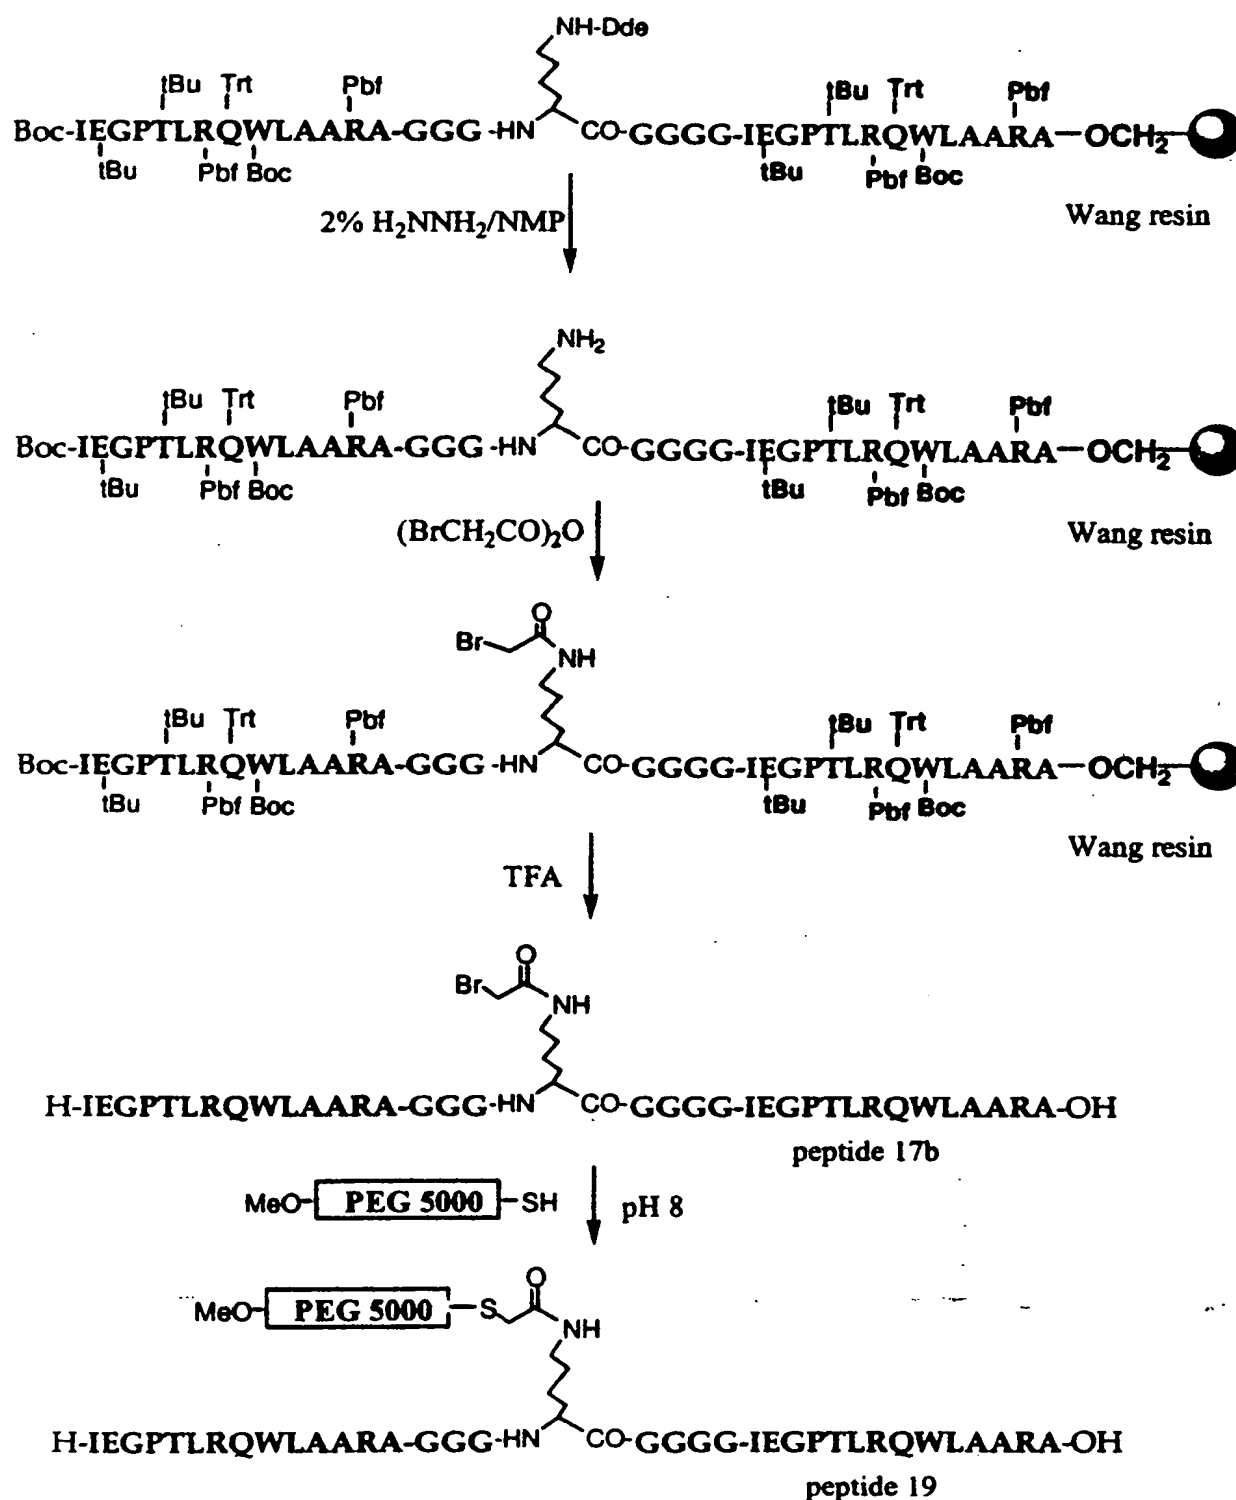 NH-Dde
tBu Trt Pbf tBu Trt Pbf
Boc-IEGPTLRQWLAARA-GGG-HN CO-GGGG-IEGPTLRQWLAARA-OCH2
tBu Pbf Boc tBu Pbf Boc
Wang resin
2% H2NNH2/NMP
NH2
tBu Trt Pbf tBu Trt Pbf
Boc-IEGPTLRQWLAARA-GGG-HN CO-GGGG-IEGPTLRQWLAARA-OCH2
tBu Pbf Boc tBu Pbf Boc
(BrCH2CO)2O
Wang resin
O
Br NH
tBu Trt Pbf tBu Trt Pbf
Boc-IEGPTLRQWLAARA-GGG-HN CO-GGGG-IEGPTLRQWLAARA-OCH2
tBu Pbf Boc tBu Pbf Boc
Wang resin
TFA
O
Br NH
H-IEGPTLRQWLAARA-GGG-HN CO-GGGG-IEGPTLRQWLAARA-OH
peptide 17b
MeO-PEG 5000-SH pH 8
O
MeO-PEG 5000-S NH
H-IEGPTLRQWLAARA-GGG-HN CO-GGGG-IEGPTLRQWLAARA-OH
peptide 19